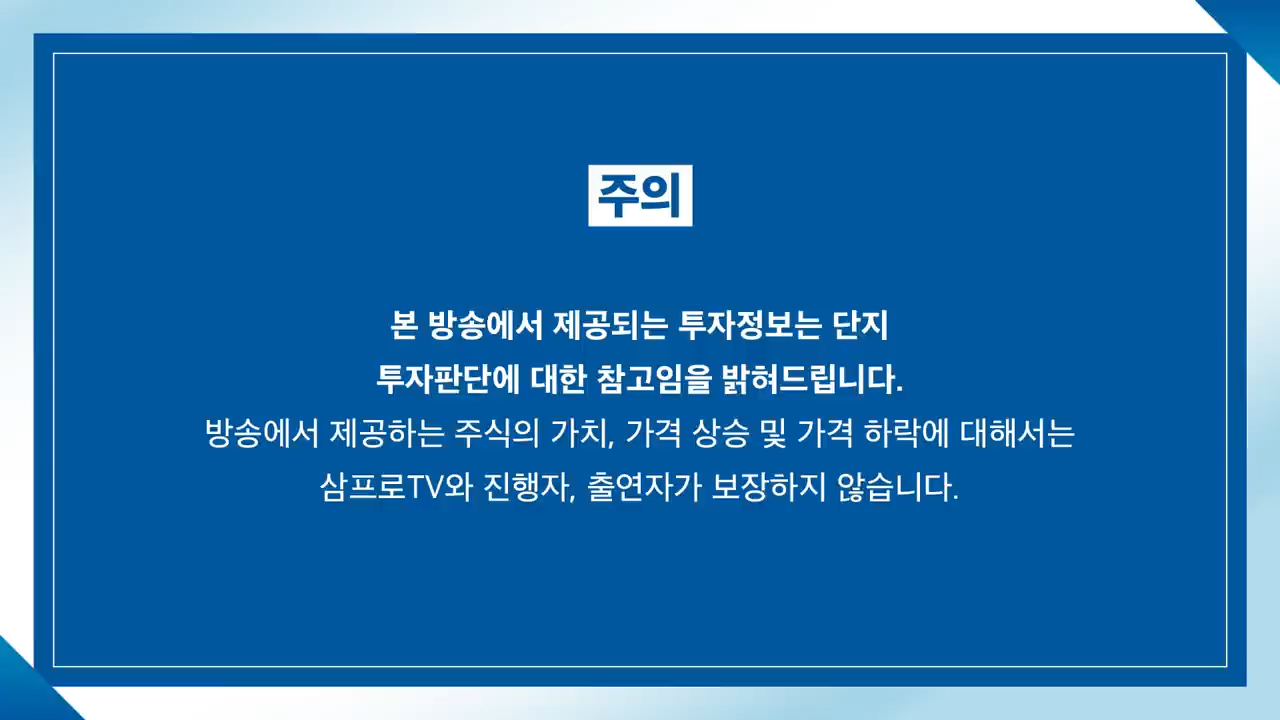 주의
본 방송에서 제공되는 투자정보는 단지
투자판단에 대한 참고임을 밝혀드립니다.
방송에서 제공하는 주식의 가치, 가격 상승 및 가격 하락에 대해서는
삼프로TV와 진행자, 출연자가 보장하지 않습니다.